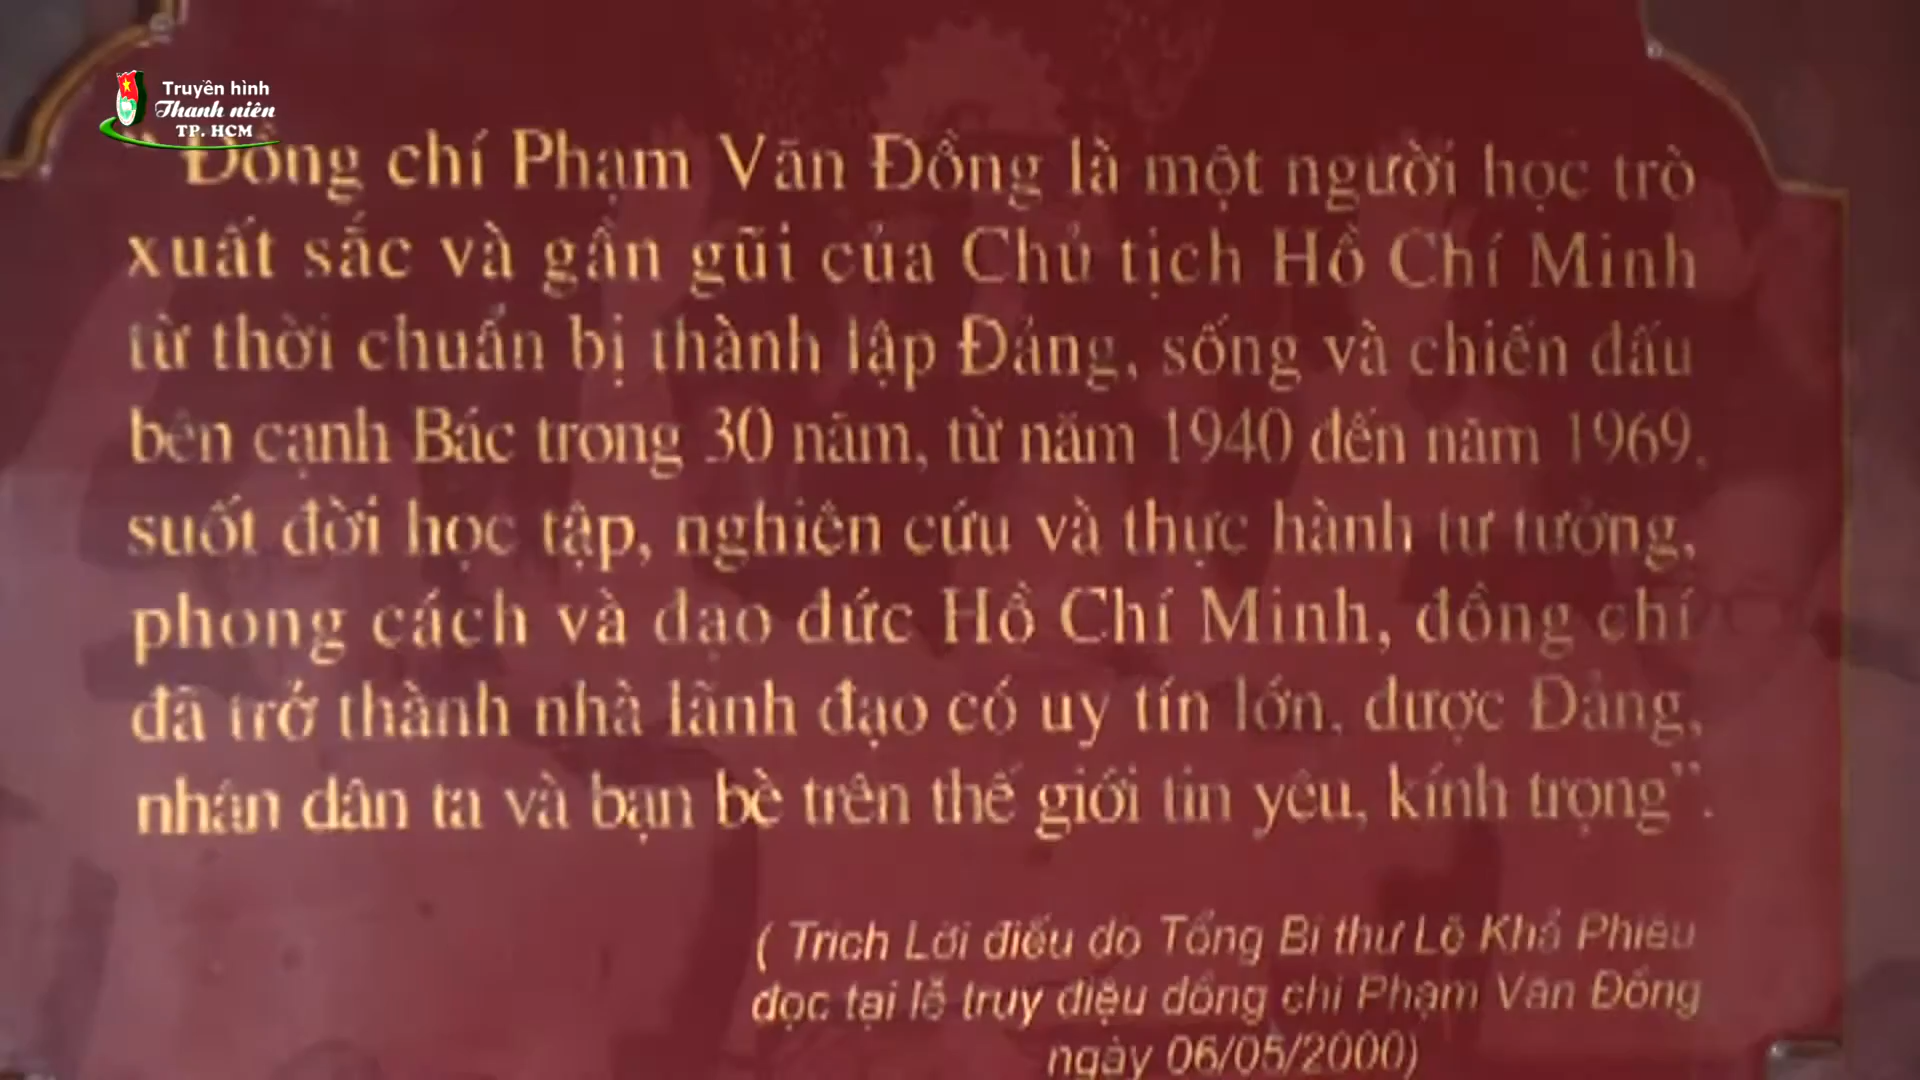 Truyền hình
Thanh niên
TP. HCM
“Đồng chí Phạm Văn Đồng là một người học trò
xuất sắc và gần gũi của Chủ tịch Hồ Chí Minh
từ thời chuẩn bị thành lập Đảng, sống và chiến đấu
bên cạnh Bác trong 30 năm, từ năm 1940 đến năm 1969,
suốt đời học tập, nghiên cứu và thực hành tư tưởng,
phong cách và đạo đức Hồ Chí Minh, đồng chí
đã trở thành nhà lãnh đạo có uy tín lớn, được Đảng,
nhân dân ta và bạn bè trên thế giới tin yêu, kính trọng”.
( Trích Lời điếu do Tổng Bí thư Lê Khả Phiêu
đọc tại lễ truy điệu đồng chí Phạm Văn Đồng
ngày 06/05/2000)